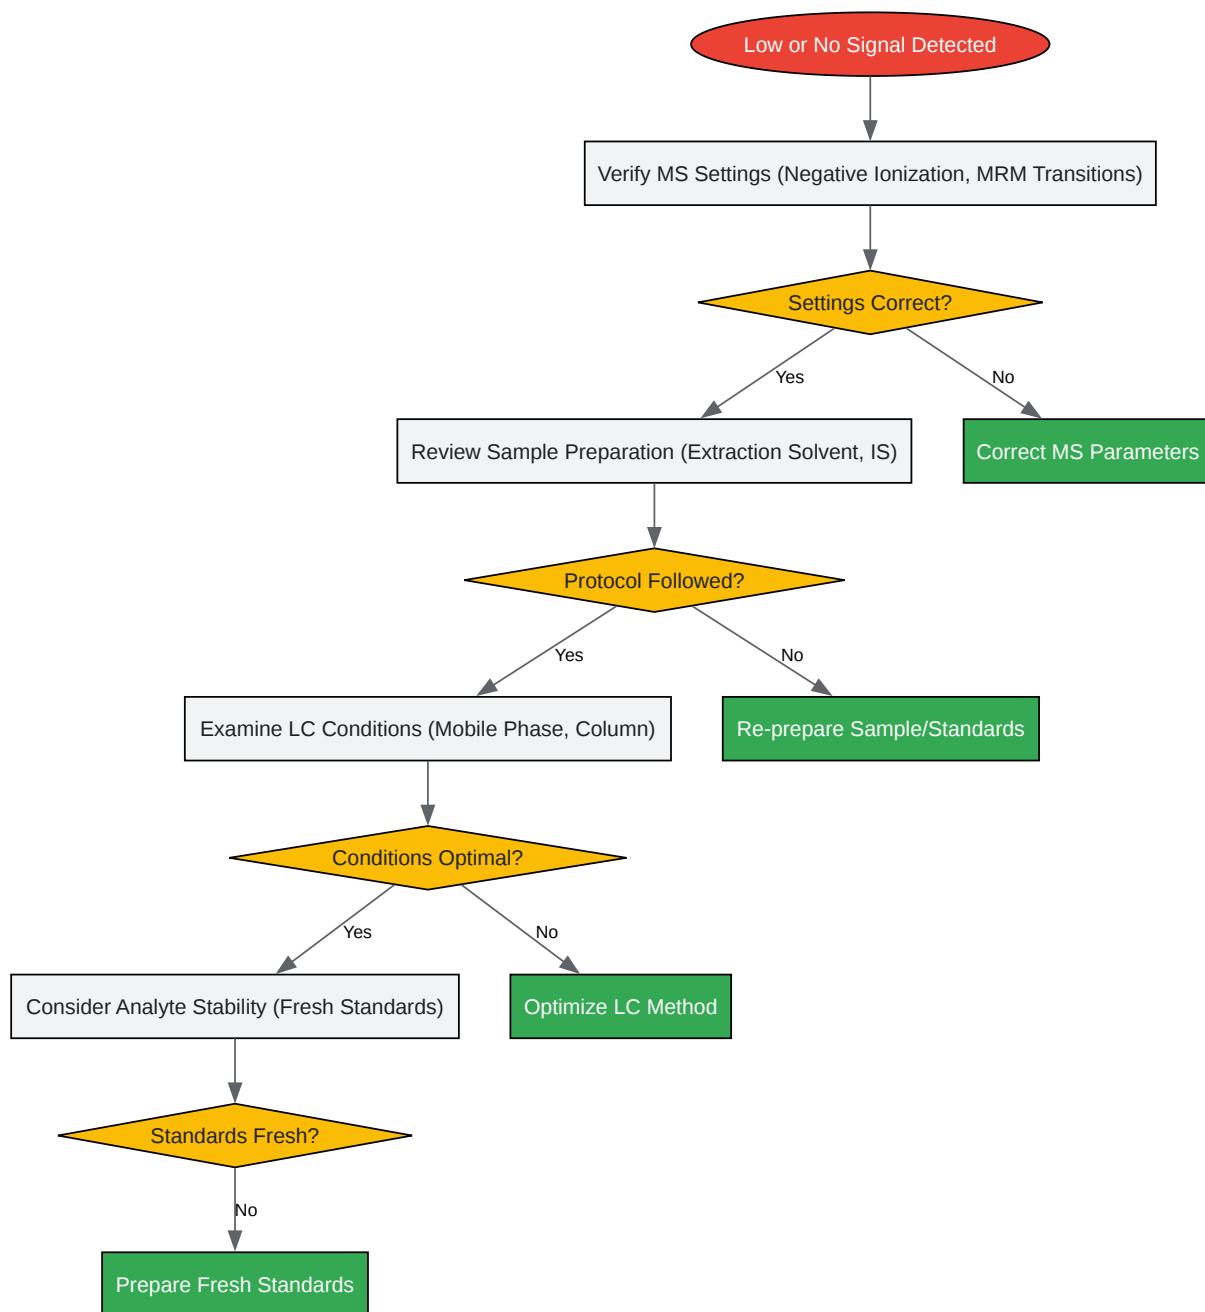 Low or No Signal Detected
Verify MS Settings (Negative Ionization, MRM Transitions)
Settings Correct?
Yes
No
Review Sample Preparation (Extraction Solvent, IS)
Correct MS Parameters
Protocol Followed?
Yes
No
Examine LC Conditions (Mobile Phase, Column)
Re-prepare Sample/Standards
Conditions Optimal?
Yes
No
Consider Analyte Stability (Fresh Standards)
Optimize LC Method
Standards Fresh?
No
Prepare Fresh Standards